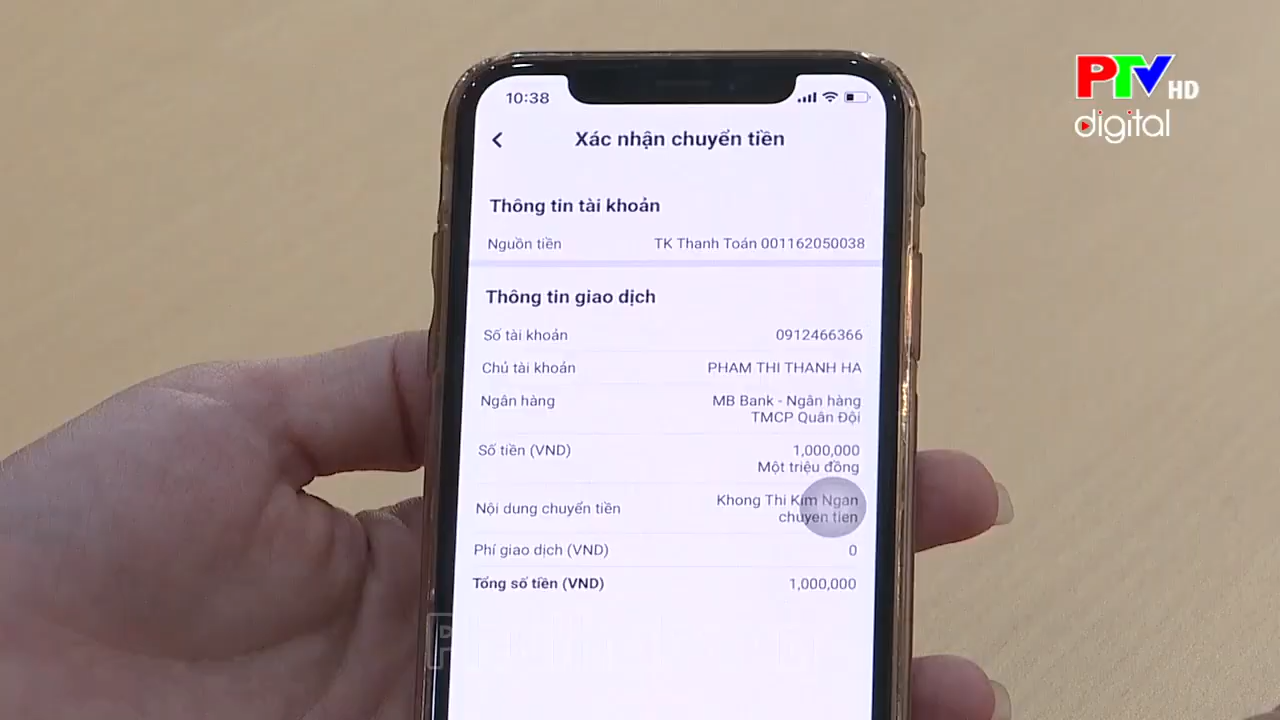 PTV HD
digital
10:38
Xác nhận chuyển tiền
Thông tin tài khoản
Nguồn tiền TK Thanh Toán 001162050038
Thông tin giao dịch
Số tài khoản 0912466366
Chủ tài khoản PHAM THI THANH HA
Ngân hàng MB Bank - Ngân hàng
TMCP Quân Đội
Số tiền (VND) 1,000,000
Một triệu đồng
Nội dung chuyển tiền Khong Thi Kim Ngan
chuyen tien
Phí giao dịch (VND) 0
Tổng số tiền (VND) 1,000,000